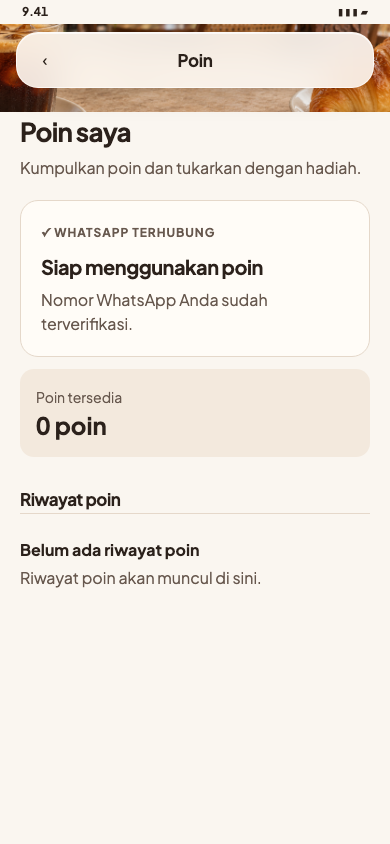 9.41
‹ Poin
Poin saya
Kumpulkan poin dan tukarkan dengan hadiah.
✓ WHATSAPP TERHUBUNG
Siap menggunakan poin
Nomor WhatsApp Anda sudah
terverifikasi.
Poin tersedia
0 poin
Riwayat poin
Belum ada riwayat poin
Riwayat poin akan muncul di sini.